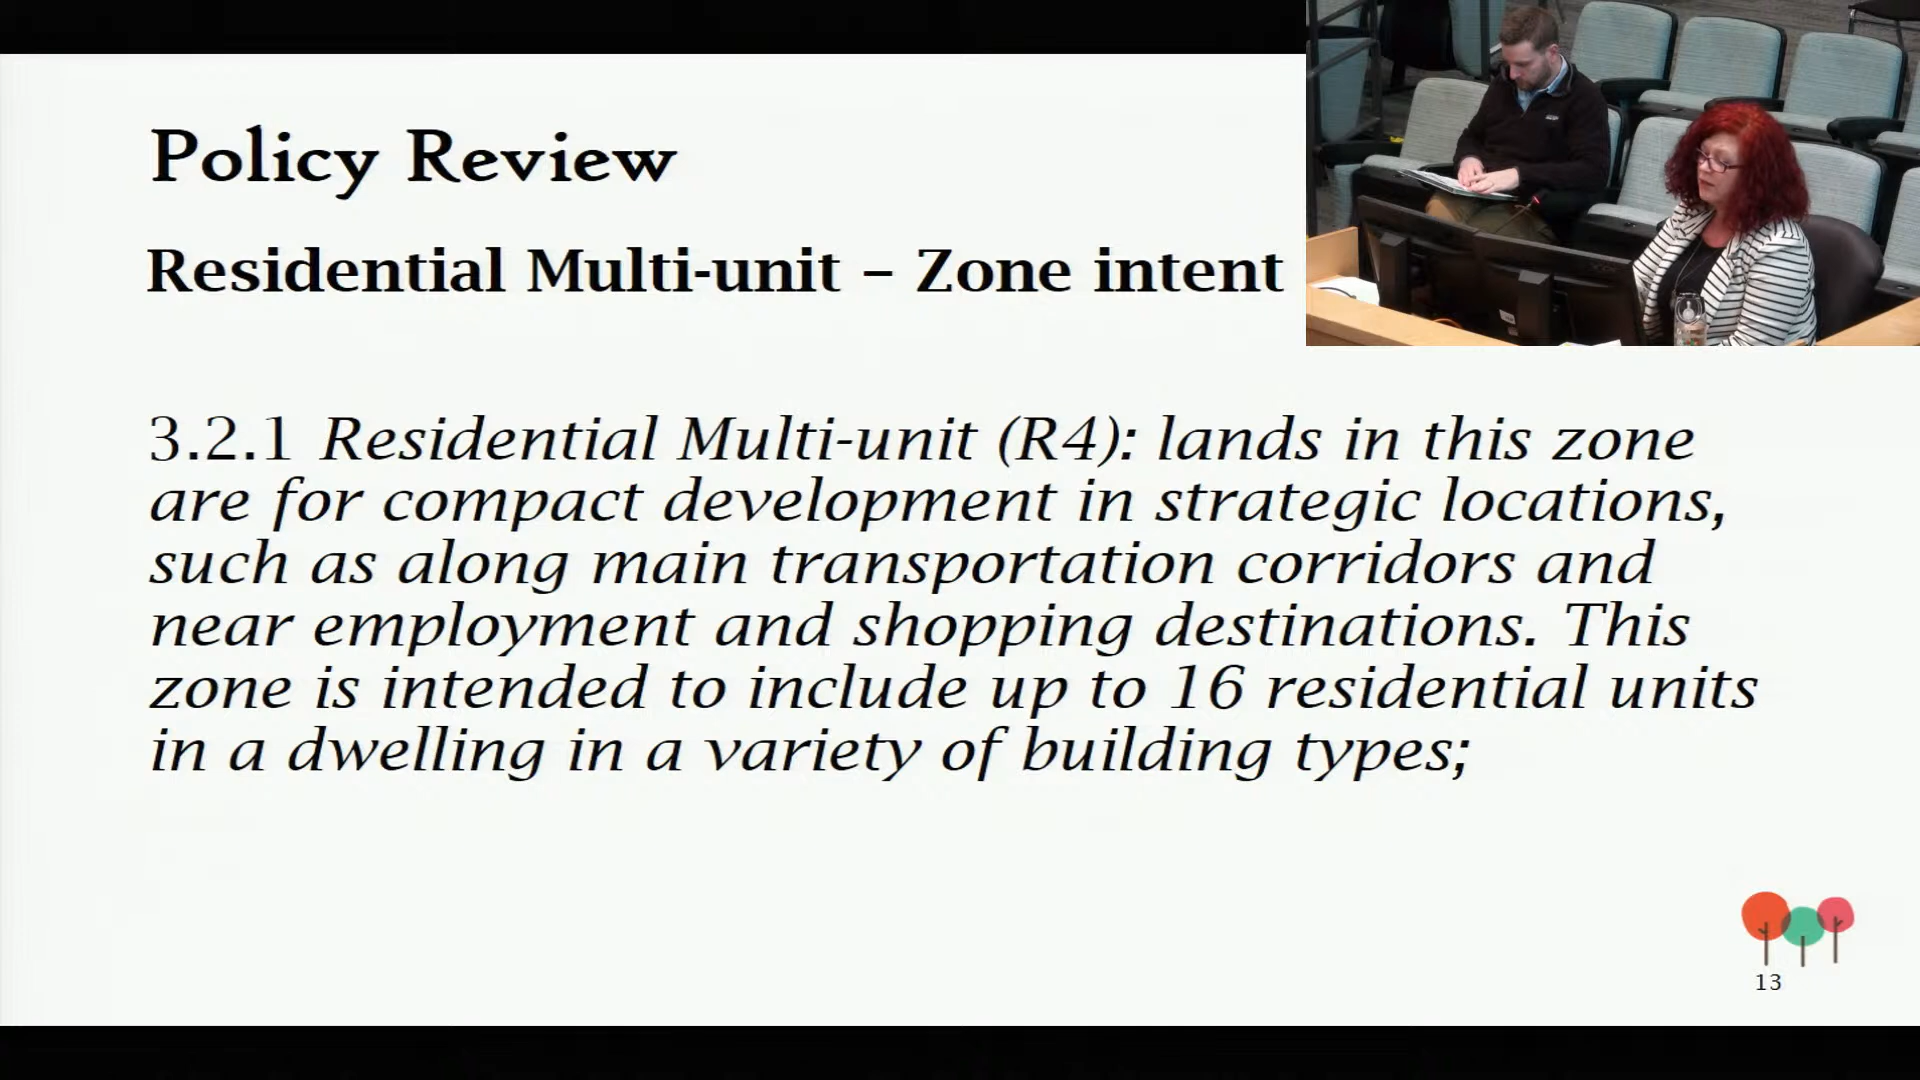 Policy Review
Residential Multi-unit – Zone intent
3.2.1 Residential Multi-unit (R4): lands in this zone
are for compact development in strategic locations,
such as along main transportation corridors and
near employment and shopping destinations. This
zone is intended to include up to 16 residential units
in a dwelling in a variety of building types;
13